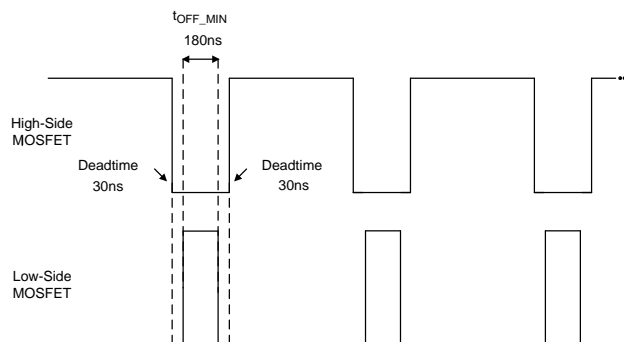 tOFF_MIN
180ns
High-Side
MOSFET
Deadtime
30ns
Deadtime
30ns
Low-Side
MOSFET